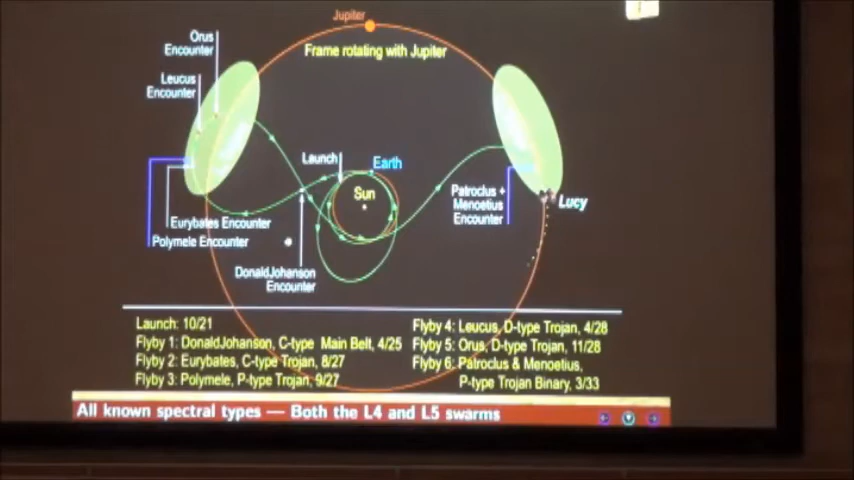 Jupiter
Frame rotating with Jupiter
Orus
Encounter
Leucus
Encounter
Launch
Earth
Sun
Patroclus +
Menoetius
Encounter
Lucy
Eurybates Encounter
Polymele Encounter
DonaldJohanson
Encounter
Launch: 10/21
Flyby 1: DonaldJohanson, C-type Main Belt, 4/25
Flyby 2: Eurybates, C-type Trojan, 8/27
Flyby 3: Polymele, P-type Trojan, 9/27
Flyby 4: Leucus, D-type Trojan, 4/28
Flyby 5: Orus, D-type Trojan, 11/28
Flyby 6: Patroclus & Menoetius,
P-type Trojan Binary, 3/33
All known spectral types — Both the L4 and L5 swarms